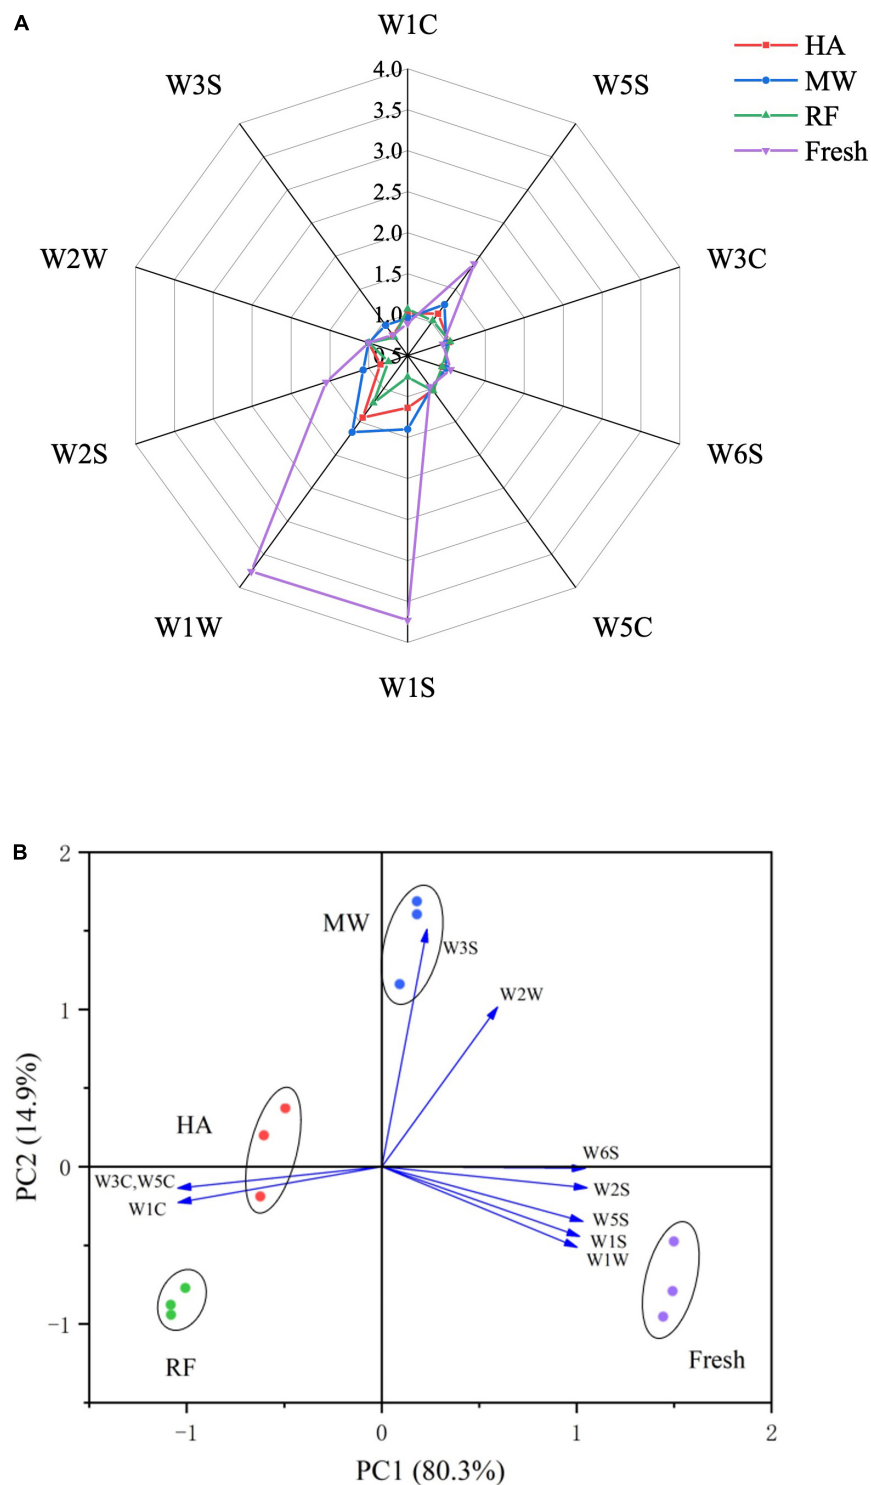 A
W1C
HA
MW
RF
Fresh
W3S
W5S
4.0
3.5
3.0
2.5
2.0
1.5
1.0
0.5
W2W
W3C
W2S
W6S
W1W
W5C
W1S
B
2
MW
W3S
W2W
1
HA
W6S
0
W3C,W5C
W2S
W1C
W5S
W1S
W1W
−1
RF
Fresh
−1
0
1
2
PC2 (14.9%)
PC1 (80.3%)